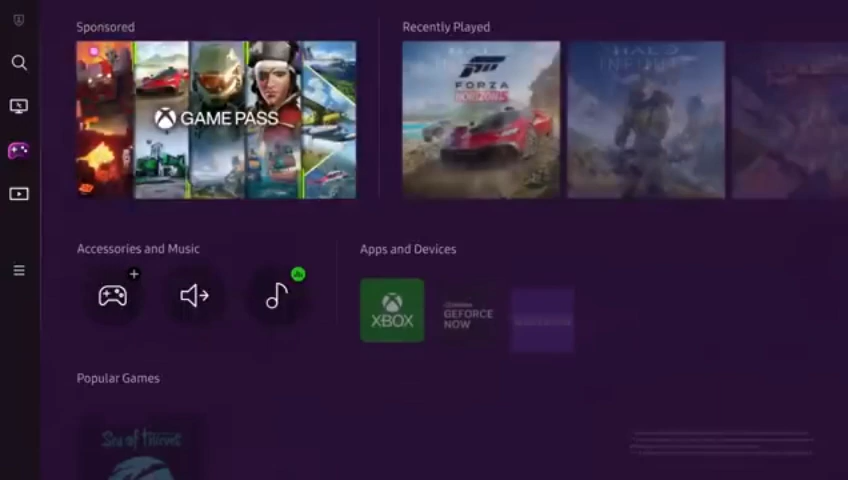 Sponsored
Recently Played
GAME PASS
FORZA
HORIZON 5
HALO
INFINITE
Accessories and Music
Apps and Devices
XBOX
GEFORCE
NOW
Popular Games
Sea of Thieves